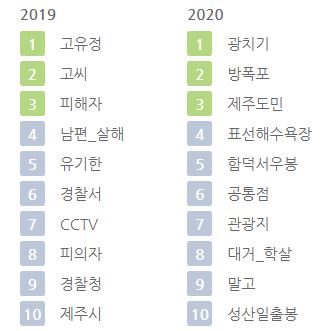 2019 2020
1 고유정 1 광치기
2 고씨 2 방폭포
3 피해자 3 제주도민
4 남편_살해 4 표선해수욕장
5 유기한 5 함덕서우봉
6 경찰서 6 공통점
7 CCTV 7 관광지
8 피의자 8 대거_학살
9 경찰청 9 말고
10 제주시 10 성산일출봉